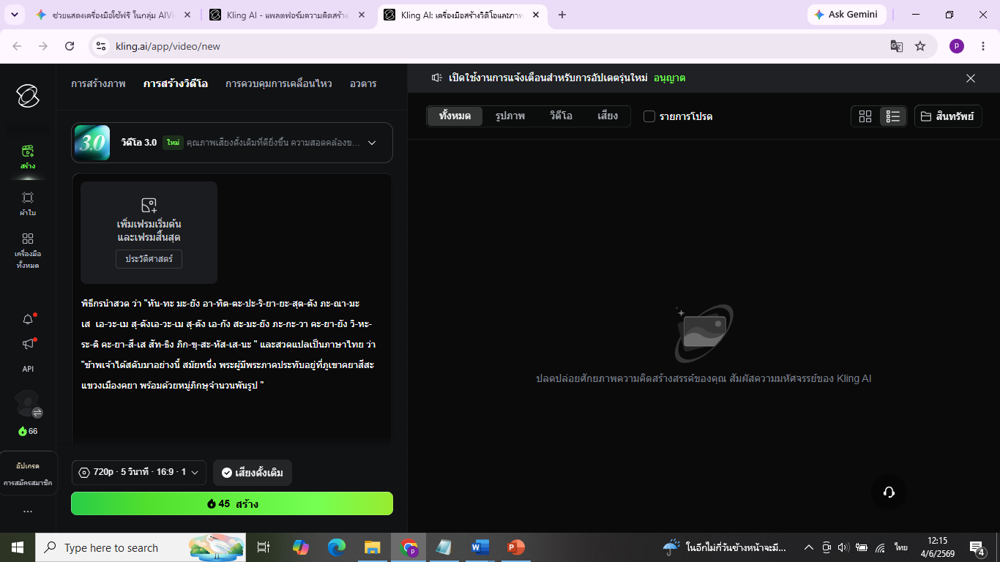 ช่วยแสดงเครื่องมือใช้ฟรี ในกลุ่ม AIVi
Kling AI - แพลตฟอร์มความคิดสร้าง
Kling AI: เครื่องมือสร้างวิดีโอและภาพ
Ask Gemini
kling.ai/app/video/new
p
การสร้างภาพ
การสร้างวิดีโอ
การควบคุมการเคลื่อนไหว
อวตาร
เปิดใช้งานการแจ้งเตือนสำหรับการอัปเดตรุ่นใหม่ อนุญาต
ทั้งหมด
รูปภาพ
วิดีโอ
เสียง
รายการโปรด
สินทรัพย์
3.0
วิดีโอ 3.0 ใหม่ คุณภาพเสียงดั้งเดิมที่ดียิ่งขึ้น ความสอดคล้องข...
สร้าง
ผ้าใบ
เครื่องมือ
ทั้งหมด
API
66
อัปเกรด
การสมัครสมาชิก
เพิ่มเฟรมเริ่มต้น
และเฟรมสิ้นสุด
ประวัติศาสตร์
พิธีกรนำสวด ว่า "หัน-ทะ มะ-ยัง อา-ทิต-ตะ-ปะ-ริ-ยา-ยะ-สุต-ตัง ภะ-ณา-มะ
เส เอ-วะ-เม สุ-ตังเอ-วะ-เม สุ-ตัง เอ-กัง สะ-มะ-ยัง ภะ-กะ-วา คะ-ยา-ยัง วิ-หะ-
ระ-ติ คะ-ยา-สี-เส สัท-ธิง ภิก-ขุ-สะ-หัส-เส-นะ " และสวดแปลเป็นภาษาไทย ว่า
"ข้าพเจ้าได้สดับมาอย่างนี้ สมัยหนึ่ง พระผู้มีพระภาคประทับอยู่ที่ภูเขาคยาสีสะ
แขวงเมืองคยา พร้อมด้วยหมู่ภิกษุจำนวนพันรูป "
ปลดปล่อยศักยภาพความคิดสร้างสรรค์ของคุณ สัมผัสความมหัศจรรย์ของ Kling AI
720p · 5 วินาที · 16:9 · 1
เสียงดั้งเดิม
45 สร้าง
Type here to search
ในอีกไม่กี่วันข้างหน้าจะมี...
ไทย
12:15
4/6/2569
4